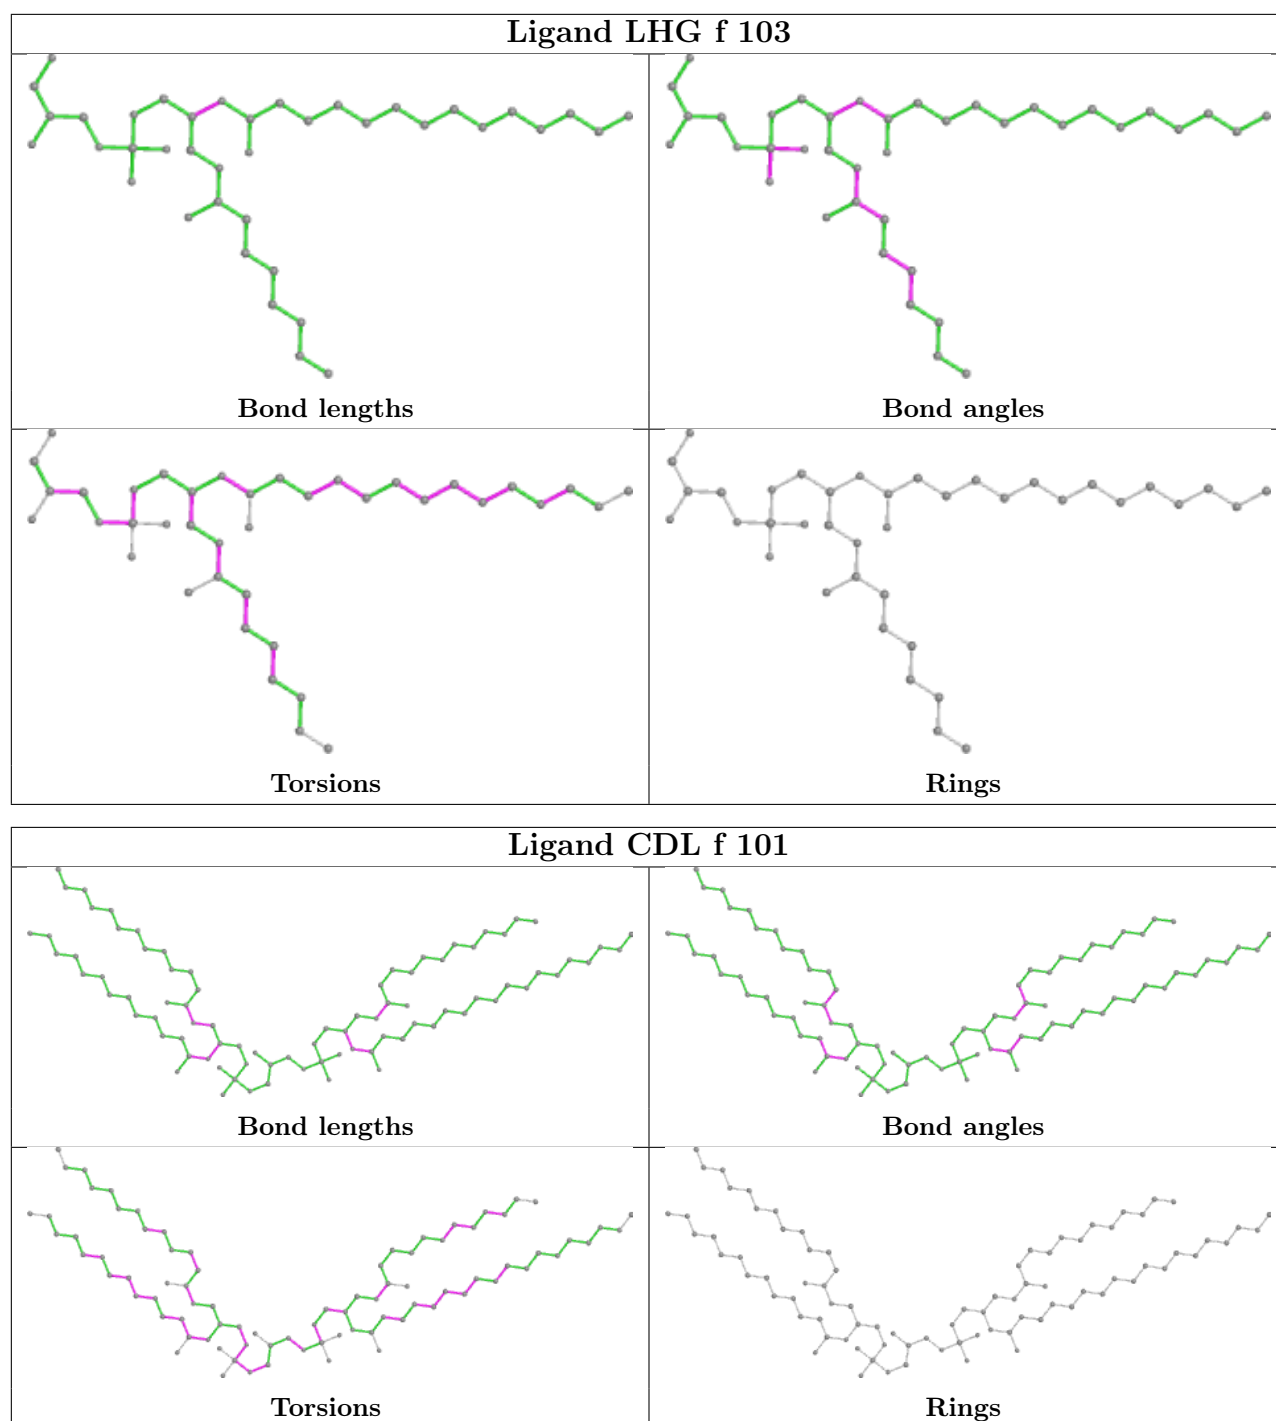 Ligand LHG f 103
Bond lengths
Bond angles
Torsions
Rings
Ligand CDL f 101
Bond lengths
Bond angles
Torsions
Rings